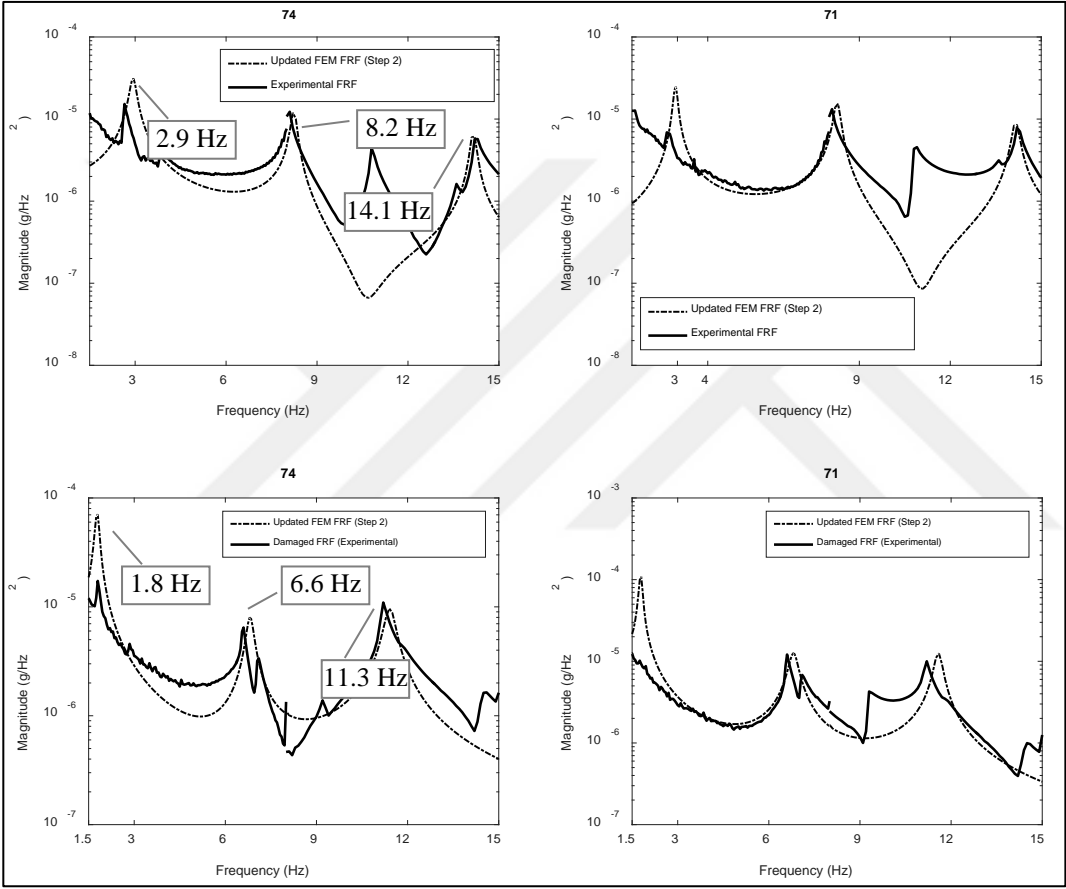 74
10 -4
10 -5
10 -6
10 -7
10 -8
Magnitude (g/Hz 2 )
Updated FEM FRF (Step 2)
Experimental FRF
2.9 Hz
8.2 Hz
14.1 Hz
3 6 9 12 15
Frequency (Hz)
71
10 -4
10 -5
10 -6
10 -7
10 -8
Magnitude (g/Hz 2 )
Updated FEM FRF (Step 2)
Experimental FRF
3 4 9 12 15
Frequency (Hz)
74
10 -4
10 -5
10 -6
10 -7
Magnitude (g/Hz 2 )
Updated FEM FRF (Step 2)
Damaged FRF (Experimental)
1.8 Hz
6.6 Hz
11.3 Hz
1.5 3 6 9 12 15
Frequency (Hz)
71
10 -3
10 -4
10 -5
10 -6
10 -7
Magnitude (g/Hz 2 )
Updated FEM FRF (Step 2)
Damaged FRF (Experimental)
1.5 3 6 9 12 15
Frequency (Hz)